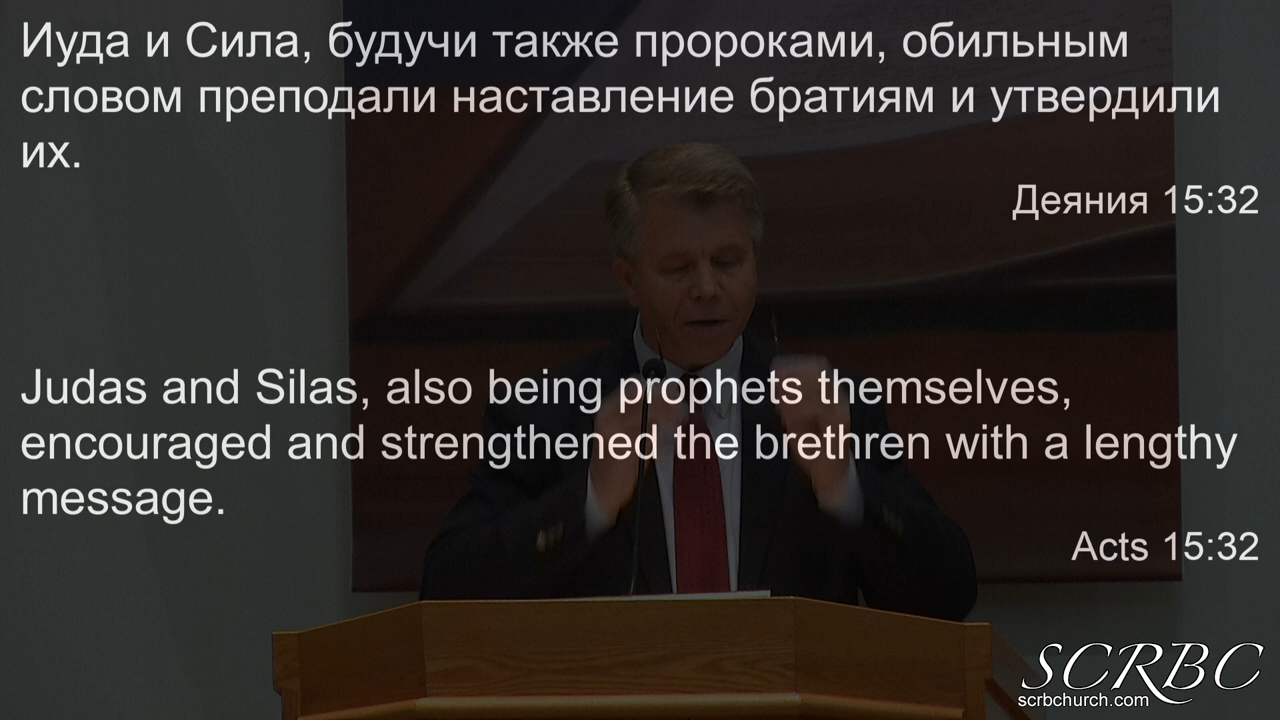 Иуда и Сила, будучи также пророками, обильным
словом преподали наставление братиям и утвердили
их.
Деяния 15:32
Judas and Silas, also being prophets themselves,
encouraged and strengthened the brethren with a lengthy
message.
Acts 15:32
SCRBC
scrbchurch.com